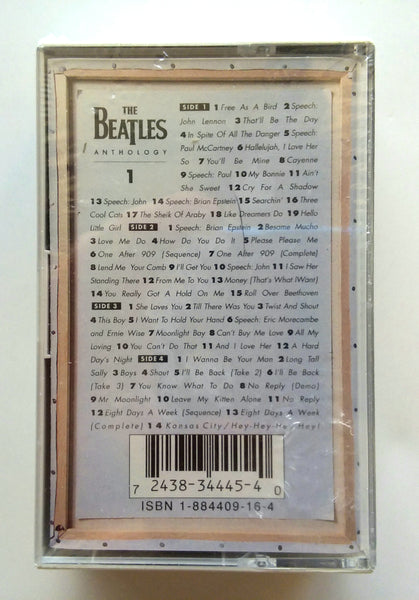 THE
BEATLES
ANTHOLOGY
1
SIDE 1 1 Free As A Bird 2 Speech:
John Lennon 3 That'll Be The Day
4 In Spite Of All The Danger 5 Speech:
Paul McCartney 6 Hallelujah, I Love Her
So 7 You'll Be Mine 8 Cayenne
9 Speech: Paul 10 My Bonnie 11 Ain't
She Sweet 12 Cry For A Shadow
13 Speech: John 14 Speech: Brian Epstein 15 Searchin' 16 Three
Cool Cats 17 The Sheik Of Araby 18 Like Dreamers Do 19 Hello
Little Girl SIDE 2 1 Speech: Brian Epstein 2 Besame Mucho
3 Love Me Do 4 How Do You Do It 5 Please Please Me
6 One After 909 (Sequence) 7 One After 909 (Complete)
8 Lend Me Your Comb 9 I'll Get You 10 Speech: John 11 I Saw Her
Standing There 12 From Me To You 13 Money (That's What I Want)
14 You Really Got A Hold On Me 15 Roll Over Beethoven
SIDE 3 1 She Loves You 2 Till There Was You 3 Twist And Shout
4 This Boy 5 I Want To Hold Your Hand 6 Speech: Eric Morecambe
and Ernie Wise 7 Moonlight Bay 8 Can't Buy Me Love 9 All My
Loving 10 You Can't Do That 11 And I Love Her 12 A Hard
Day's Night SIDE 4 1 I Wanna Be Your Man 2 Long Tall
Sally 3 Boys 4 Shout 5 I'll Be Back (Take 2) 6 I'll Be Back
(Take 3) 7 You Know What To Do 8 No Reply (Demo)
9 Mr Moonlight 10 Leave My Kitten Alone 11 No Reply
12 Eight Days A Week (Sequence) 13 Eight Days A Week
(Complete) 14 Kansas City/Hey-Hey-Hey-Hey!
7 2438-34445-4 0
ISBN 1-884409-16-4